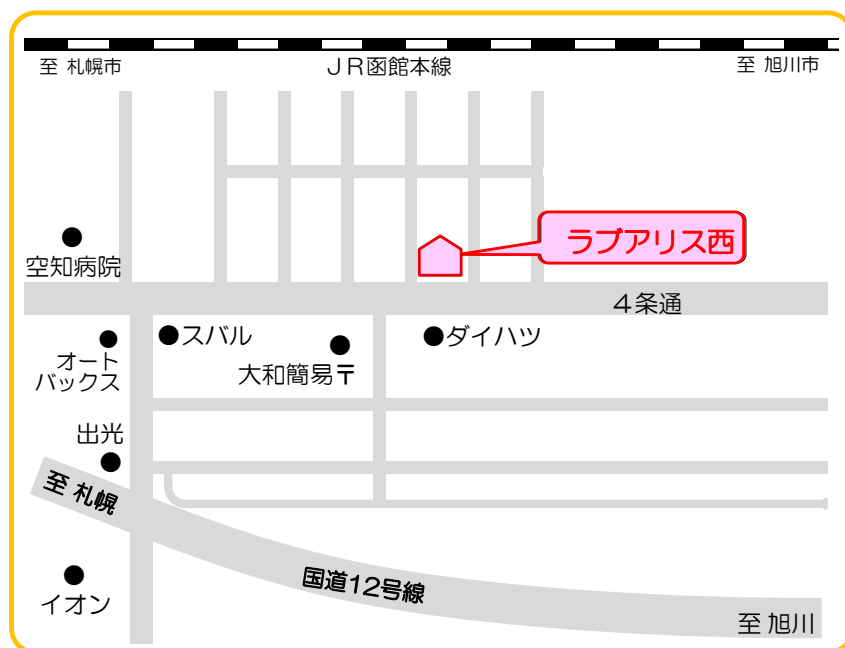 至 札幌市
ＪＲ函館本線
至 旭川市
ラブアリス西
空知病院
４条通
●スバル
●ダイハツ
オート
バックス
大和簡易〒
出光
至 札幌
国道12号線
イオン
至 旭川